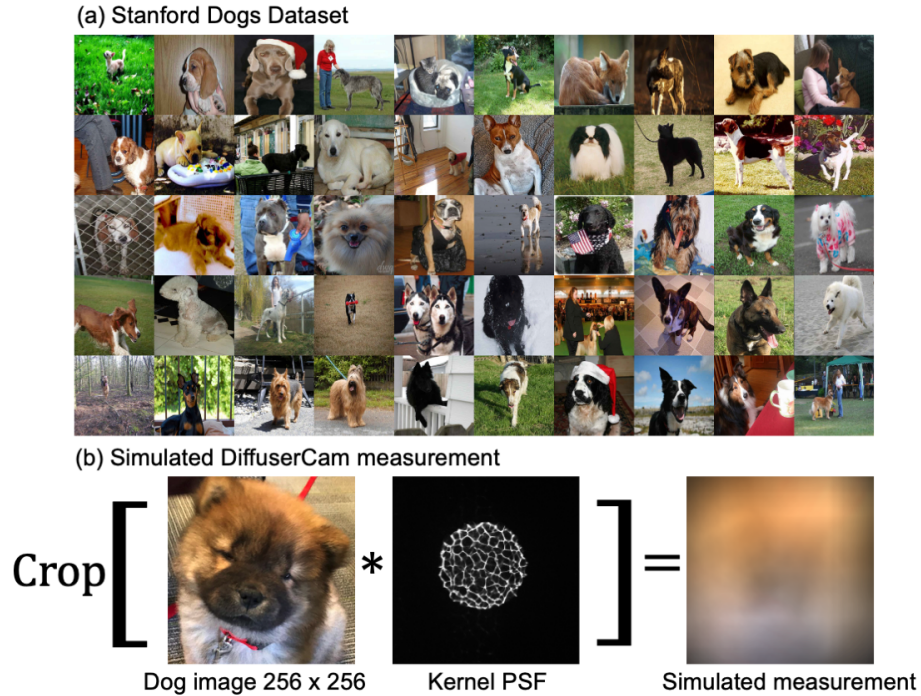 (a) Stanford Dogs Dataset
(b) Simulated DiffuserCam measurement
Crop [ * ] =
Dog image 256 x 256 Kernel PSF Simulated measurement